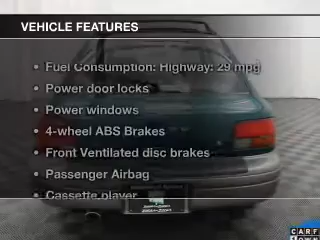 VEHICLE FEATURES
• Fuel Consumption: Highway: 29 mpg
• Power door locks
• Power windows
• 4-wheel ABS Brakes
• Front Ventilated disc brakes
• Passenger Airbag
• Cassette player